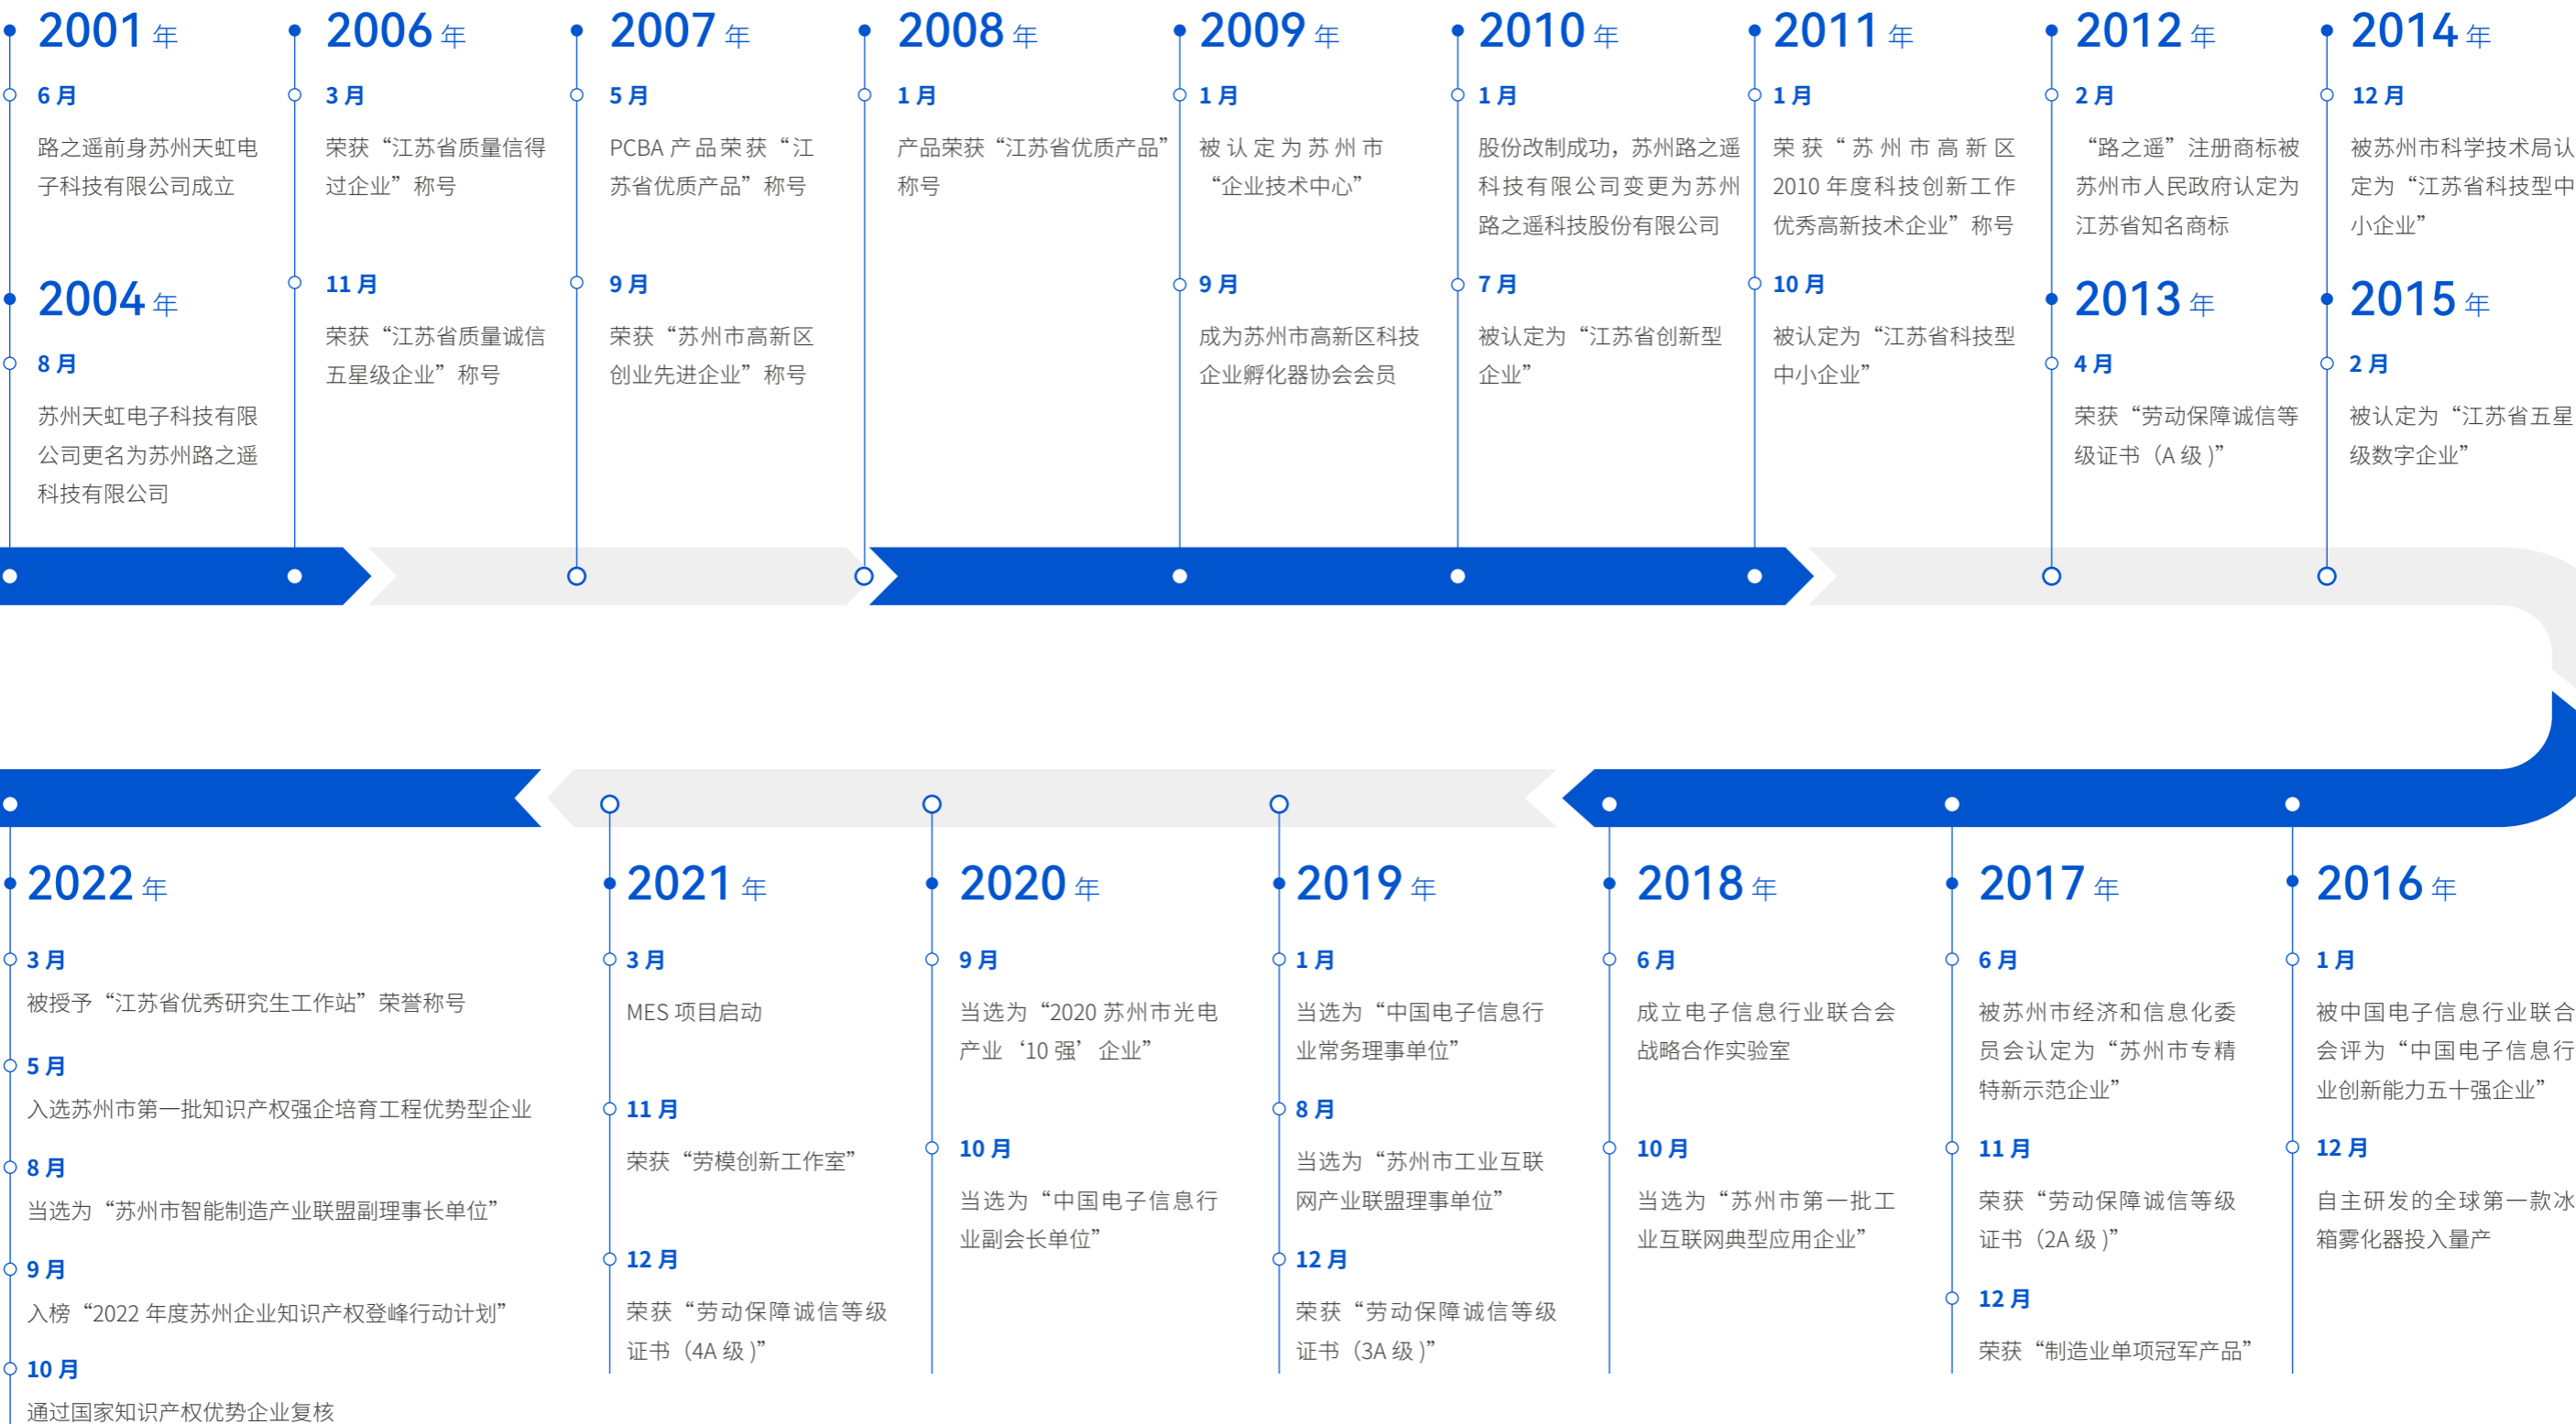 2001 年
6 月
路之遥前身苏州天虹电
子科技有限公司成立
2004 年
8 月
苏州天虹电子科技有限
公司更名为苏州路之遥
科技有限公司
2006 年
3 月
荣获“江苏省质量信得
过企业”称号
11 月
荣获“江苏省质量诚信
五星级企业”称号
2007 年
5 月
PCBA 产品荣获“江
苏省优质产品”称号
9 月
荣获“苏州市高新区
创业先进企业”称号
2008 年
1 月
产品荣获“江苏省优质产品”
称号
2009 年
1 月
被认定为苏州市
“企业技术中心”
9 月
成为苏州市高新区科技
企业孵化器协会会员
2010 年
1 月
股份改制成功，苏州路之遥
科技有限公司变更为苏州
路之遥科技股份有限公司
7 月
被认定为“江苏省创新型
企业”
2011 年
1 月
荣获“苏州市高新区
2010 年度科技创新工作
优秀高新技术企业”称号
10 月
被认定为“江苏省科技型
中小企业”
2012 年
2 月
“路之遥”注册商标被
苏州市人民政府认定为
江苏省知名商标
2013 年
4 月
荣获“劳动保障诚信等
级证书（A 级 )”
2014 年
12 月
被苏州市科学技术局认
定为“江苏省科技型中
小企业”
2015 年
2 月
被认定为“江苏省五星
级数字企业”
2022 年
3 月
被授予“江苏省优秀研究生工作站”荣誉称号
5 月
入选苏州市第一批知识产权强企培育工程优势型企业
8 月
当选为“苏州市智能制造产业联盟副理事长单位”
9 月
入榜“2022 年度苏州企业知识产权登峰行动计划”
10 月
通过国家知识产权优势企业复核
2021 年
3 月
MES 项目启动
11 月
荣获“劳模创新工作室”
12 月
荣获“劳动保障诚信等级
证书（4A 级 )”
2020 年
9 月
当选为“2020 苏州市光电
产业‘10 强’企业”
10 月
当选为“中国电子信息行
业副会长单位”
2019 年
1 月
当选为“中国电子信息行
业常务理事单位”
8 月
当选为“苏州市工业互联
网产业联盟理事单位”
12 月
荣获“劳动保障诚信等级
证书（3A 级 )”
2018 年
6 月
成立电子信息行业联合会
战略合作实验室
10 月
当选为“苏州市第一批工
业互联网典型应用企业”
2017 年
6 月
被苏州市经济和信息化委
员会认定为“苏州市专精
特新示范企业”
11 月
荣获“劳动保障诚信等级
证书（2A 级 )”
12 月
荣获“制造业单项冠军产品”
2016 年
1 月
被中国电子信息行业联合
会评为“中国电子信息行
业创新能力五十强企业”
12 月
自主研发的全球第一款冰
箱雾化器投入量产